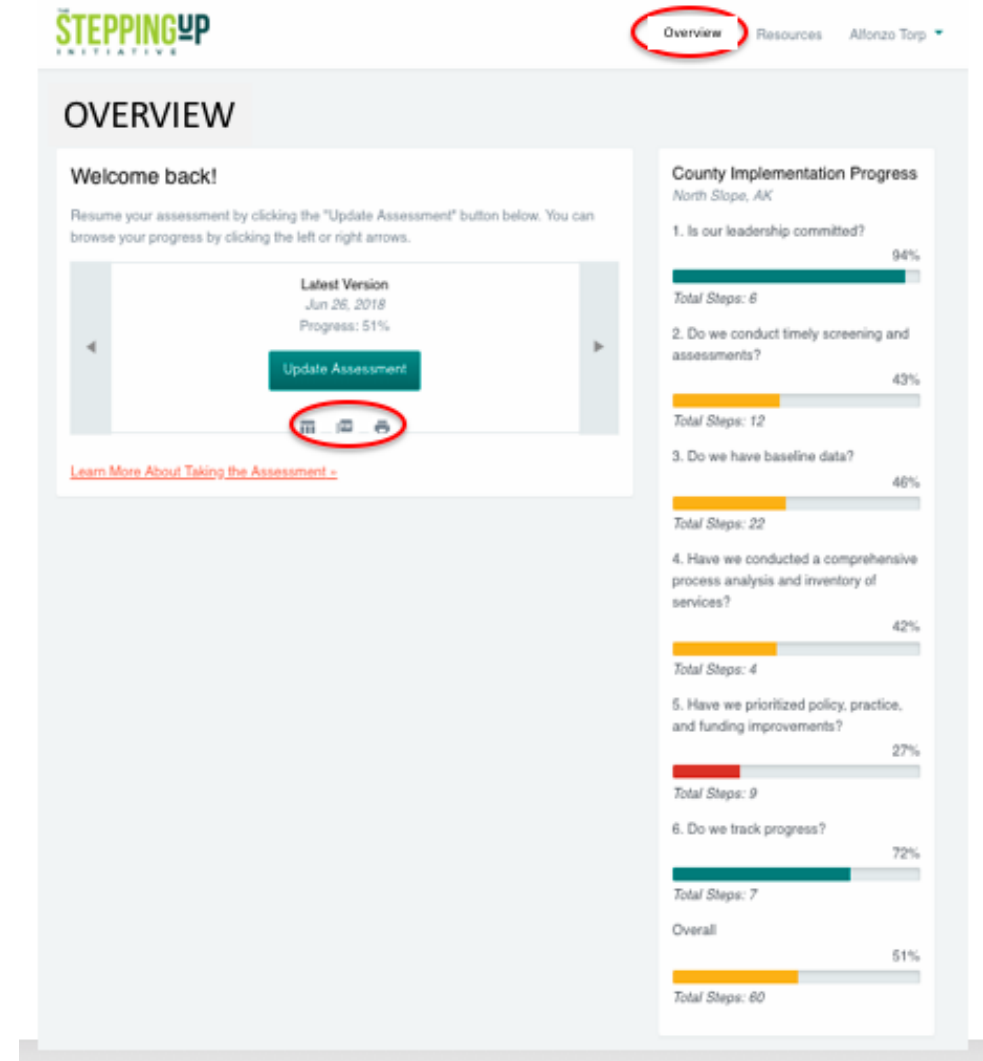 THE
STEPPINGUP
INITIATIVE
Overview Resources Alfonzo Torp
OVERVIEW
Welcome back!
Resume your assessment by clicking the "Update Assessment" button below. You can
browse your progress by clicking the left or right arrows.
Latest Version
Jun 26, 2018
Progress: 51%
Update Assessment
Learn More About Taking the Assessment »
County Implementation Progress
North Slope, AK
1. Is our leadership committed?
94%
Total Steps: 6
2. Do we conduct timely screening and
assessments?
43%
Total Steps: 12
3. Do we have baseline data?
46%
Total Steps: 22
4. Have we conducted a comprehensive
process analysis and inventory of
services?
42%
Total Steps: 4
5. Have we prioritized policy, practice,
and funding improvements?
27%
Total Steps: 9
6. Do we track progress?
72%
Total Steps: 7
Overall
51%
Total Steps: 60